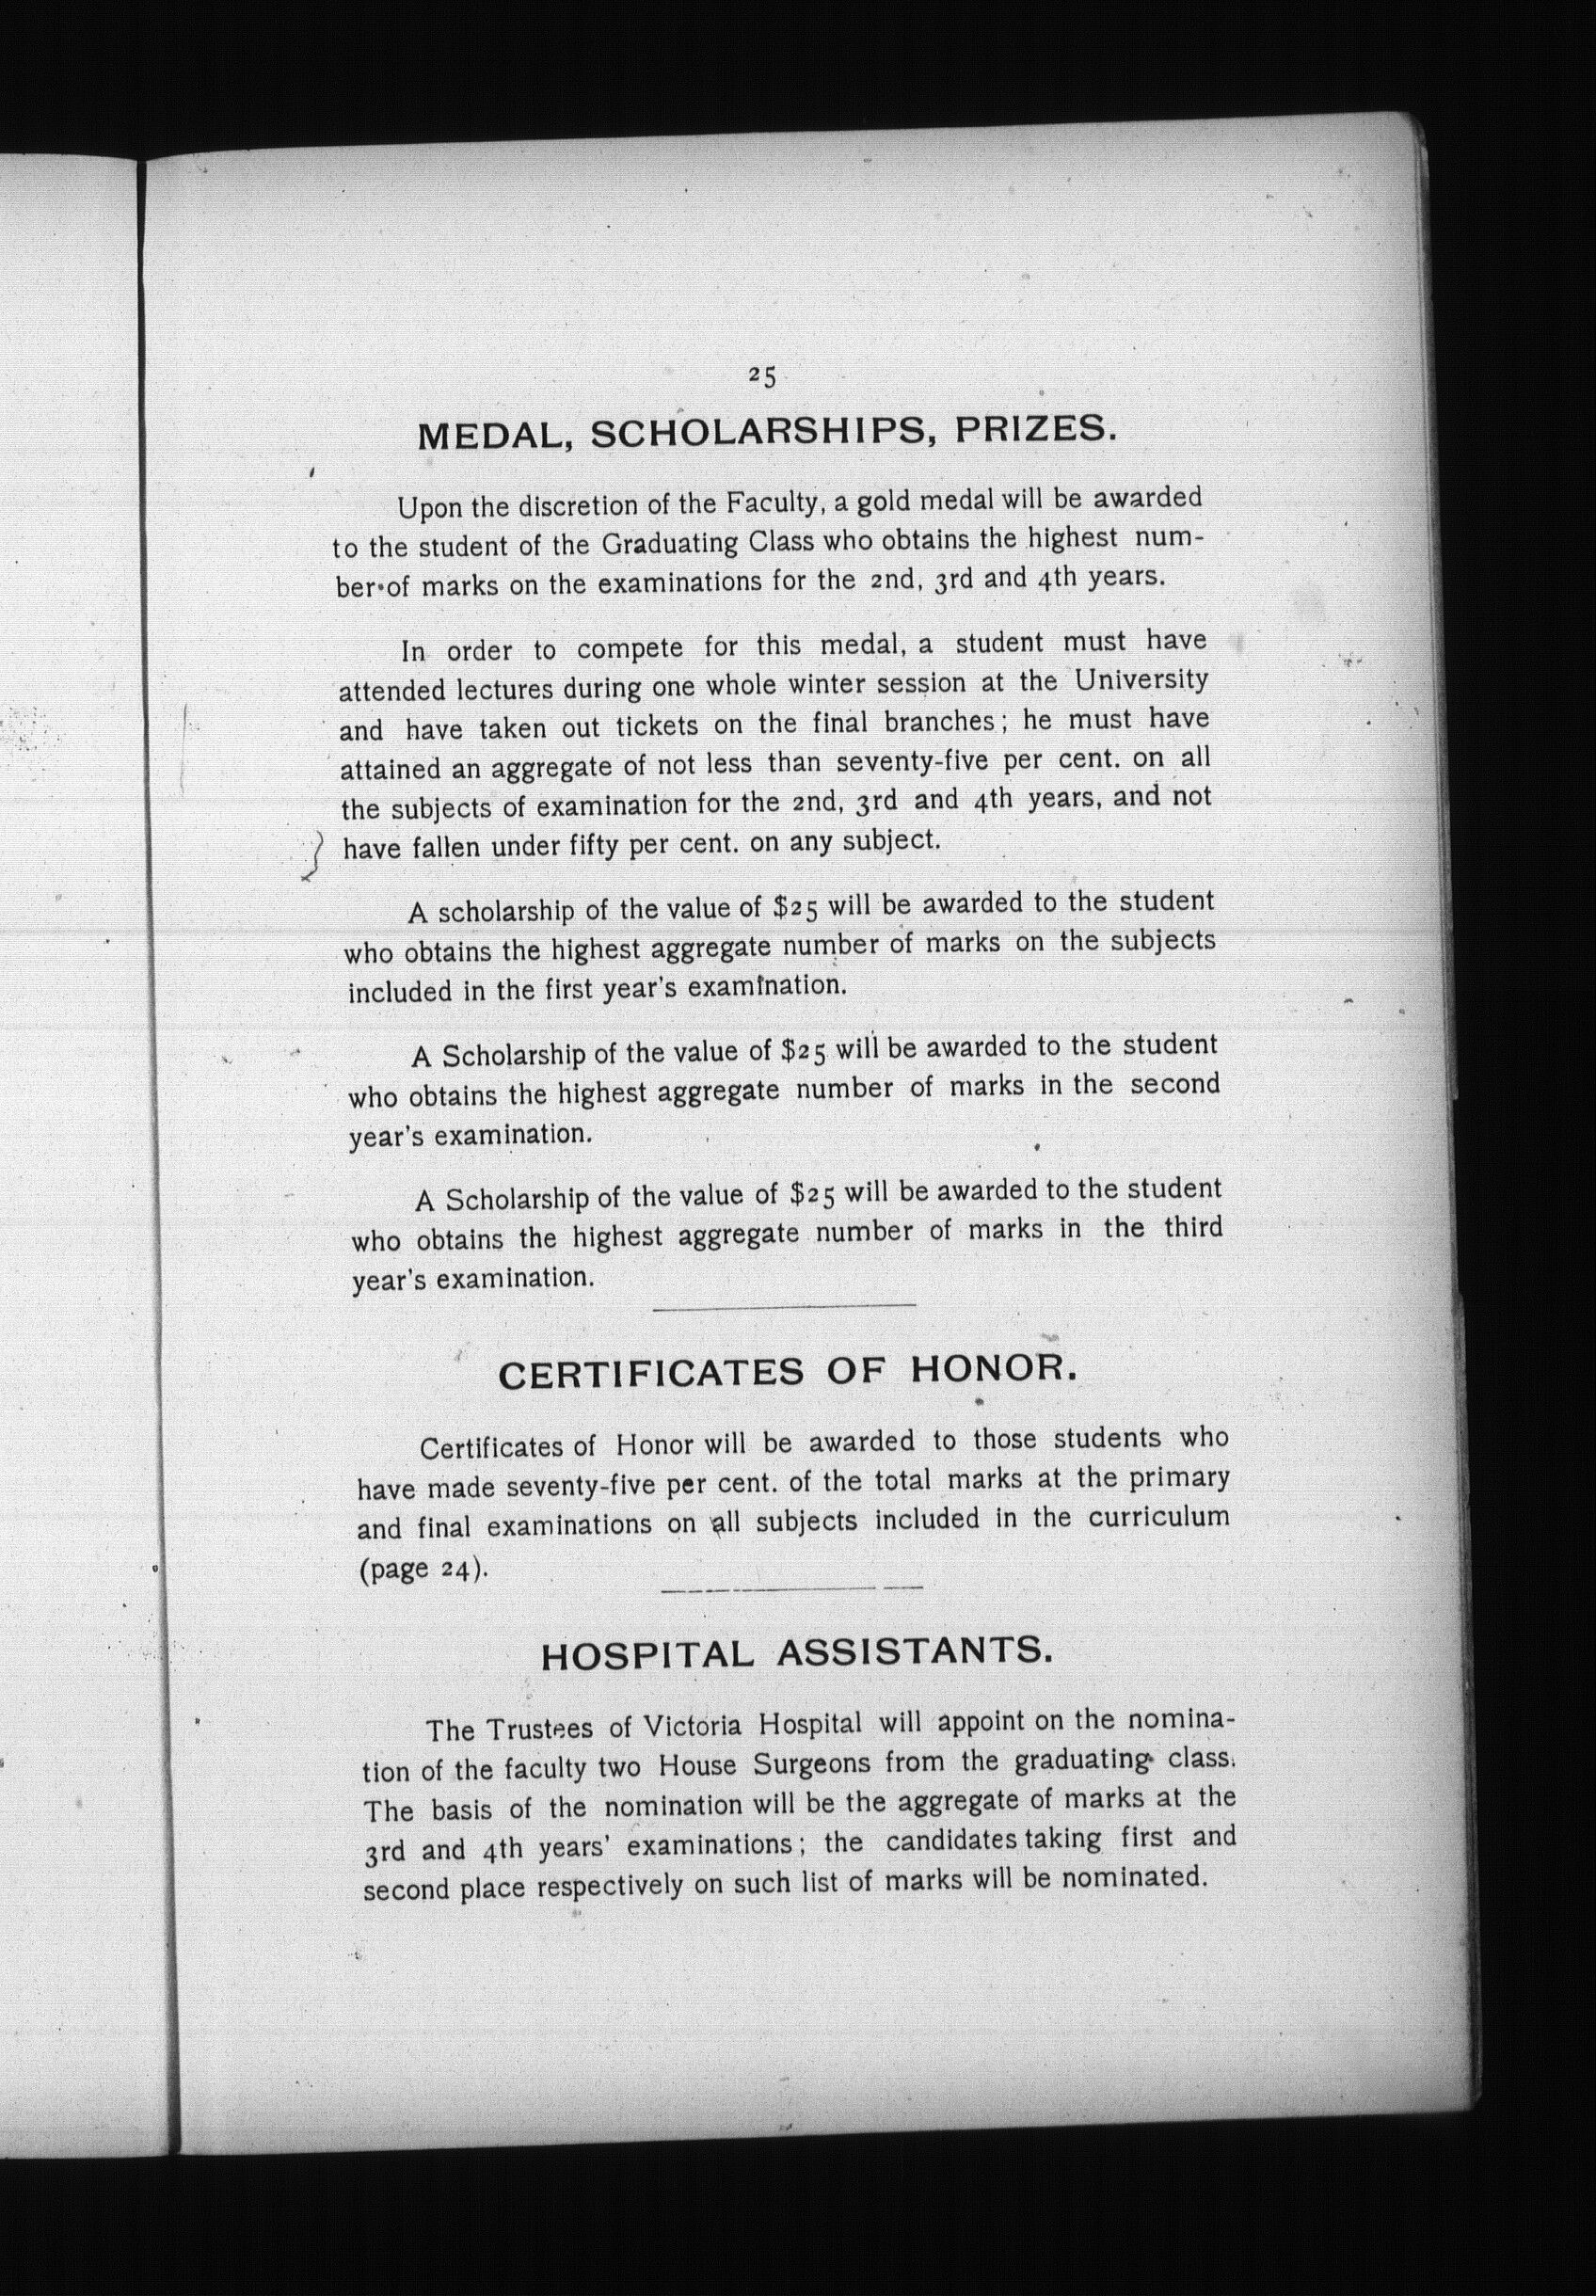 25
MEDAL, SCHOLARSHIPS, PRIZES.
Upon the discretion of the Faculty, a gold medal will be awarded
to the student of the Graduating Class who obtains the highest num-
ber of marks on the examinations for the 2nd, 3rd and 4th years.
In order to compete for this medal, a student must have
attended lectures during one whole winter session at the University
and have taken out tickets on the final branches; he must have
attained an aggregate of not less than seventy-five per cent. on all
the subjects of examination for the 2nd, 3rd and 4th years, and not
have fallen under fifty per cent. on any subject.
A scholarship of the value of $25 will be awarded to the student
who obtains the highest aggregate number of marks on the subjects
included in the first year's examination.
A Scholarship of the value of $25 will be awarded to the student
who obtains the highest aggregate number of marks in the second
year's examination.
A Scholarship of the value of $25 will be awarded to the student
who obtains the highest aggregate number of marks in the third
year's examination.
CERTIFICATES OF HONOR.
Certificates of Honor will be awarded to those students who
have made seventy-five per cent. of the total marks at the primary
and final examinations on all subjects included in the curriculum
(page 24).
HOSPITAL ASSISTANTS.
The Trustees of Victoria Hospital will appoint on the nomina-
tion of the faculty two House Surgeons from the graduating class.
The basis of the nomination will be the aggregate of marks at the
3rd and 4th years' examinations; the candidates taking first and
second place respectively on such list of marks will be nominated.